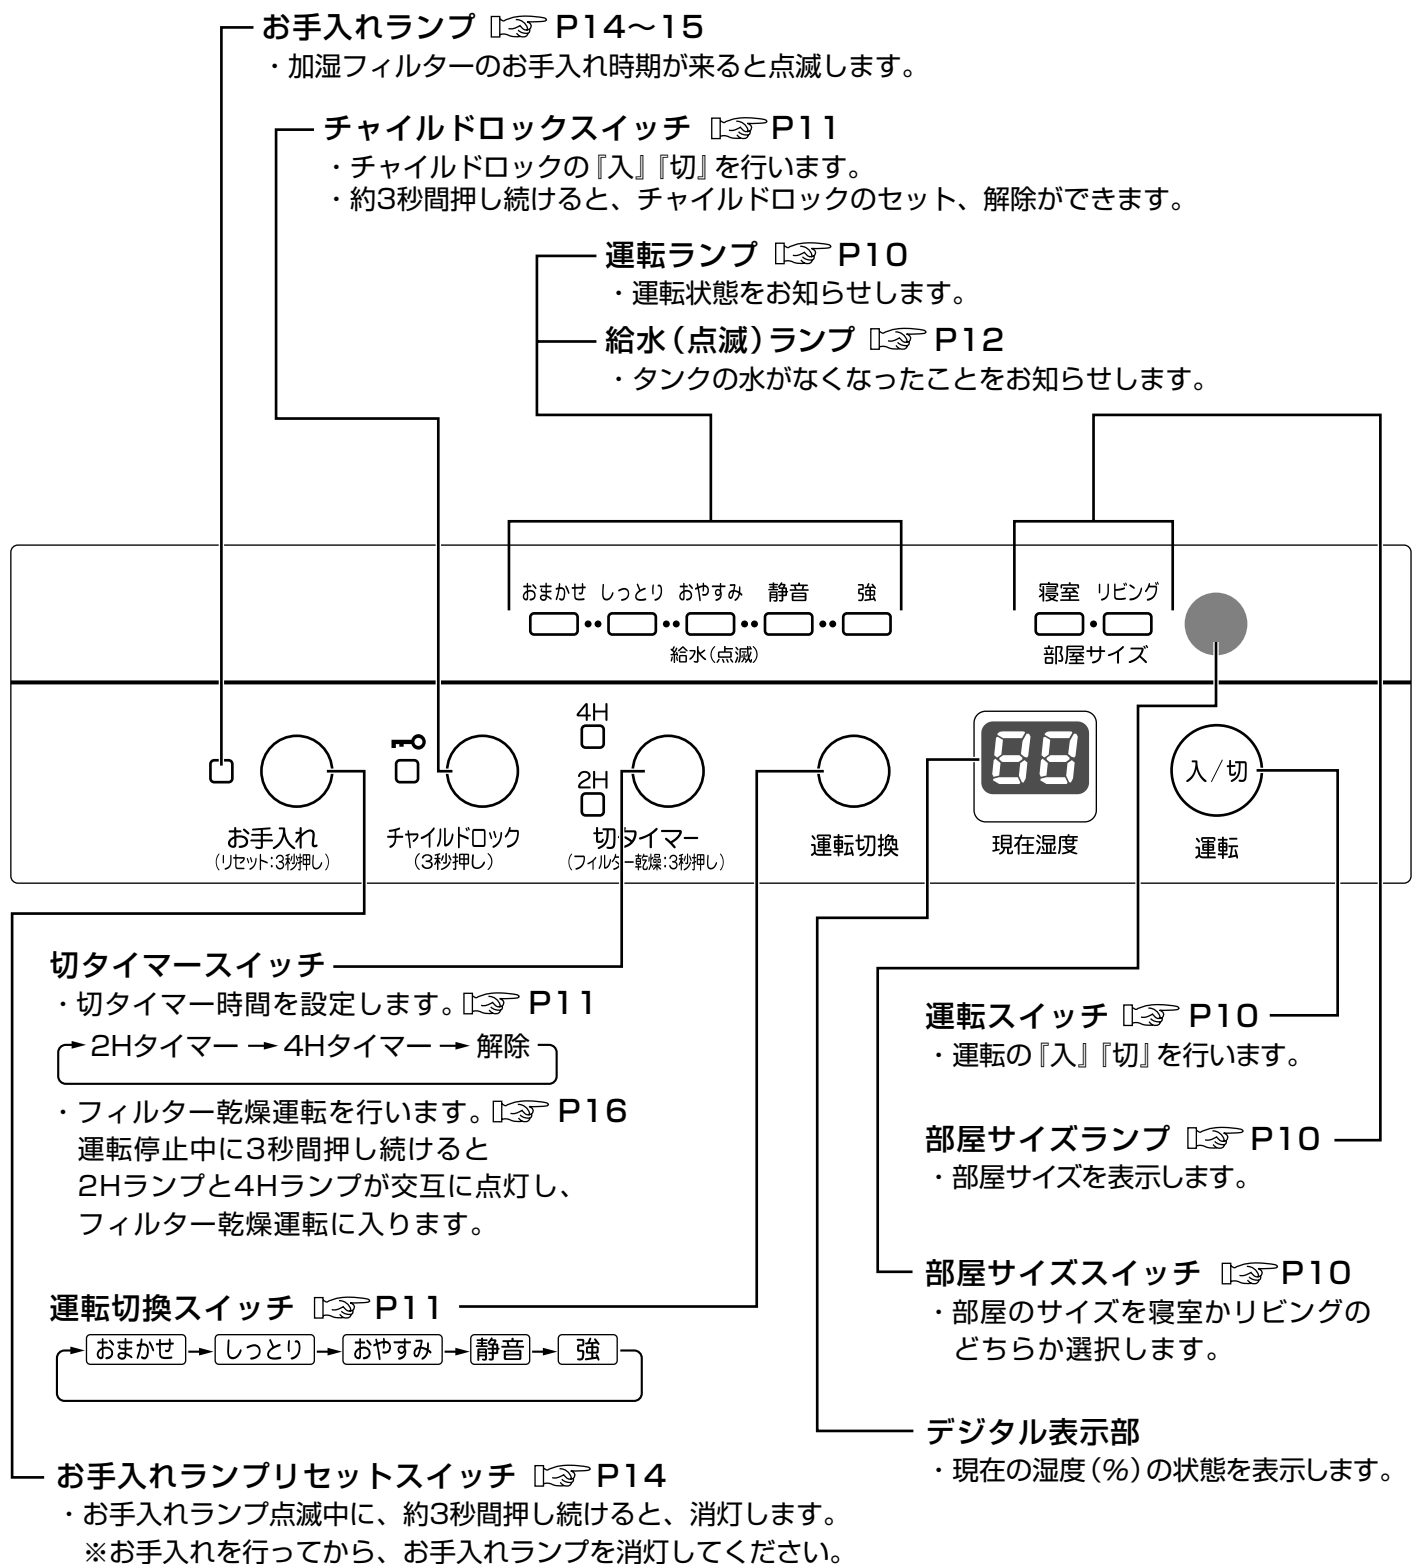 お手入れランプ ☞ P14～15
・加湿フィルターのお手入れ時期が来ると点滅します。
チャイルドロックスイッチ ☞ P11
・チャイルドロックの『入』『切』を行います。
・約3秒間押し続けると、チャイルドロックのセット、解除ができます。
運転ランプ ☞ P10
・運転状態をお知らせします。
給水(点滅)ランプ ☞ P12
・タンクの水がなくなったことをお知らせします。
おまかせ しっとり おやすみ 静音 強
給水(点滅)
寝室 リビング
部屋サイズ
お手入れ
(リセット:3秒押し)
チャイルドロック
(3秒押し)
4H
2H
切タイマー
(フィルター乾燥:3秒押し)
運転切換
88
現在湿度
入/切
運転
切タイマースイッチ
・切タイマー時間を設定します。☞ P11
2Hタイマー → 4Hタイマー → 解除
・フィルター乾燥運転を行います。☞ P16
運転停止中に3秒間押し続けると
2Hランプと4Hランプが交互に点灯し、
フィルター乾燥運転に入ります。
運転切換スイッチ ☞ P11
おまかせ → しっとり → おやすみ → 静音 → 強
お手入れランプリセットスイッチ ☞ P14
・お手入れランプ点滅中に、約3秒間押し続けると、消灯します。
※お手入れを行ってから、お手入れランプを消灯してください。
運転スイッチ ☞ P10
・運転の『入』『切』を行います。
部屋サイズランプ ☞ P10
・部屋サイズを表示します。
部屋サイズスイッチ ☞ P10
・部屋のサイズを寝室かリビングの
どちらか選択します。
デジタル表示部
・現在の湿度(%)の状態を表示します。